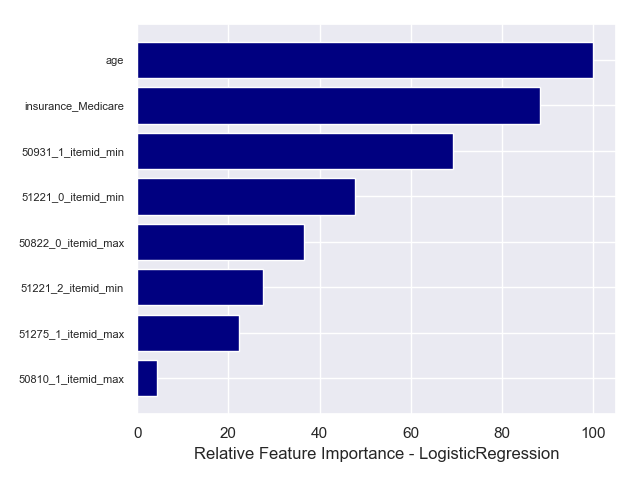 age
insurance_Medicare
50931_1_itemid_min
51221_0_itemid_min
50822_0_itemid_max
51221_2_itemid_min
51275_1_itemid_max
50810_1_itemid_max
0 20 40 60 80 100
Relative Feature Importance - LogisticRegression